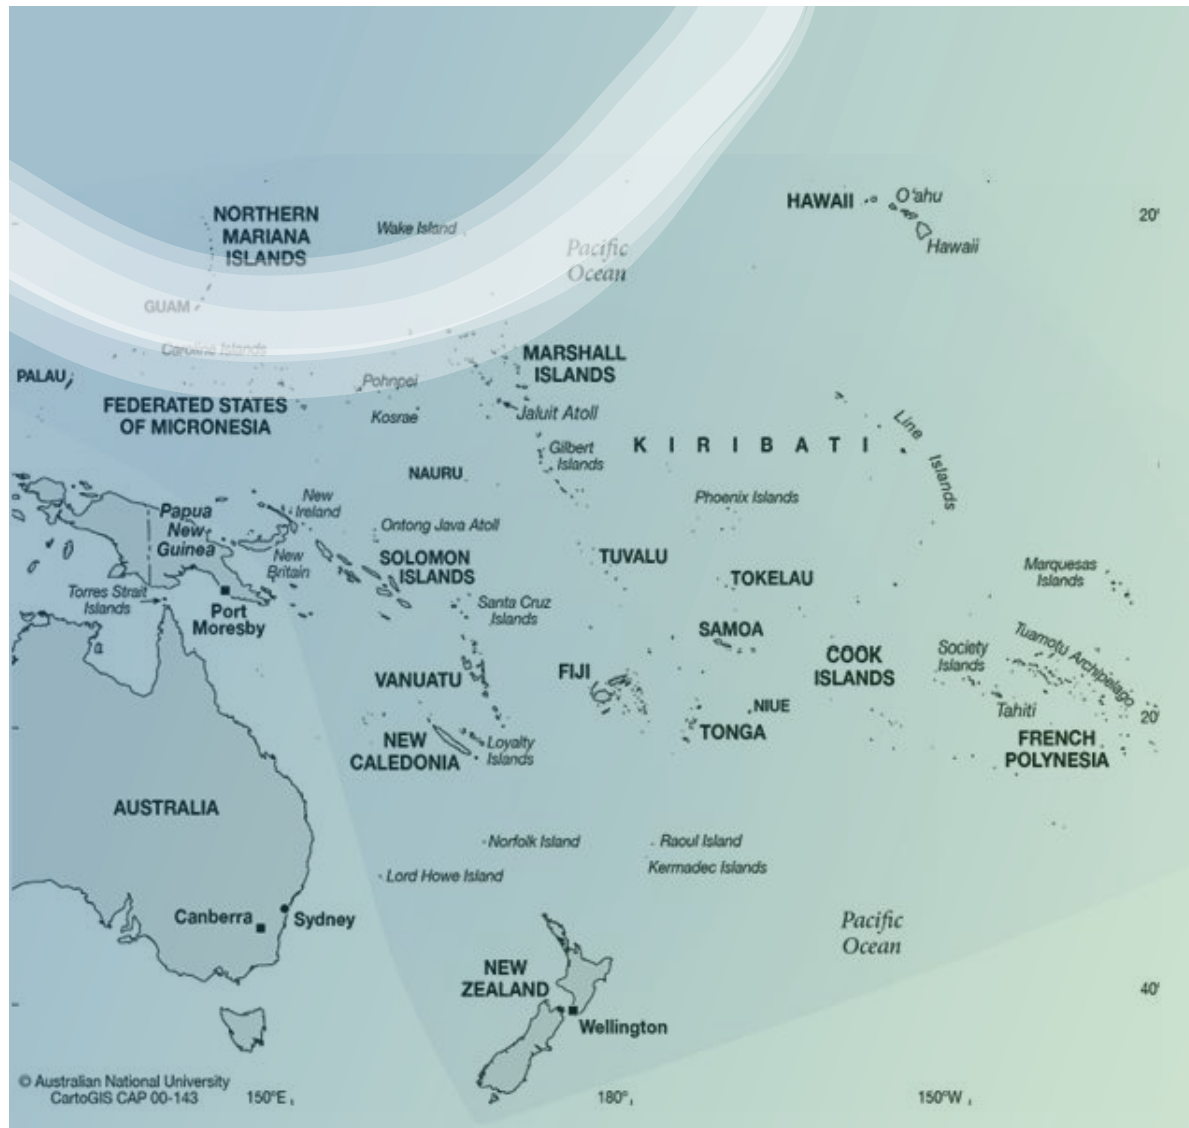 HAWAII
O'ahu
Hawaii
20°
NORTHERN
MARIANA
ISLANDS
Wake Island
Pacific
Ocean
GUAM
Caroline Islands
PALAU
FEDERATED STATES
OF MICRONESIA
Pohnpei
Kosrae
MARSHALL
ISLANDS
Jaluit Atoll
Gilbert
Islands
KIRIBATI
Line Islands
NAURU
Phoenix Islands
Papua
New
Guinea
New
Ireland
New
Britain
Ontong Java Atoll
SOLOMON
ISLANDS
TUVALU
TOKELAU
Marquesas
Islands
Torres Strait
Islands
Port
Moresby
Santa Cruz
Islands
SAMOA
COOK
ISLANDS
Society
Islands
Tuamotu Archipelago
VANUATU
FIJI
NIUE
TONGA
Tahiti
20°
FRENCH
POLYNESIA
NEW
CALEDONIA
Loyalty
Islands
AUSTRALIA
Norfolk Island
Raoul Island
Kermadec Islands
Lord Howe Island
Canberra
Sydney
Pacific
Ocean
NEW
ZEALAND
Wellington
40°
© Australian National University
CartoGIS CAP 00-143
150°E
180°
150°W